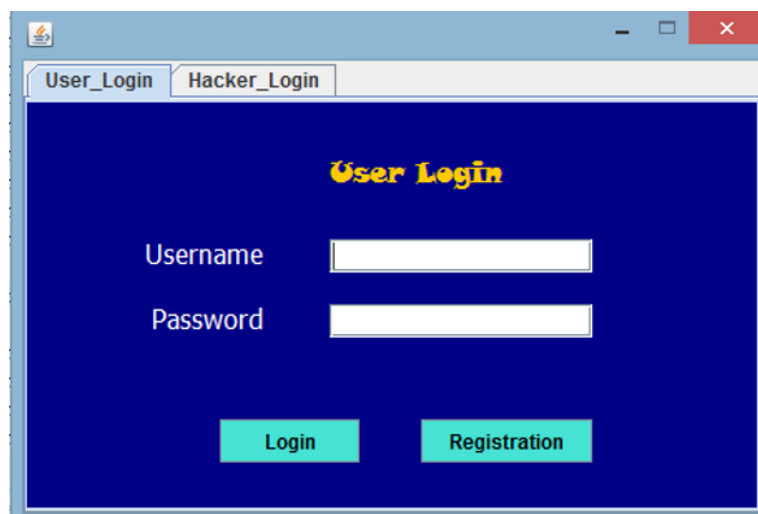 User_Login Hacker_Login
User Login
Username
Password
Login Registration